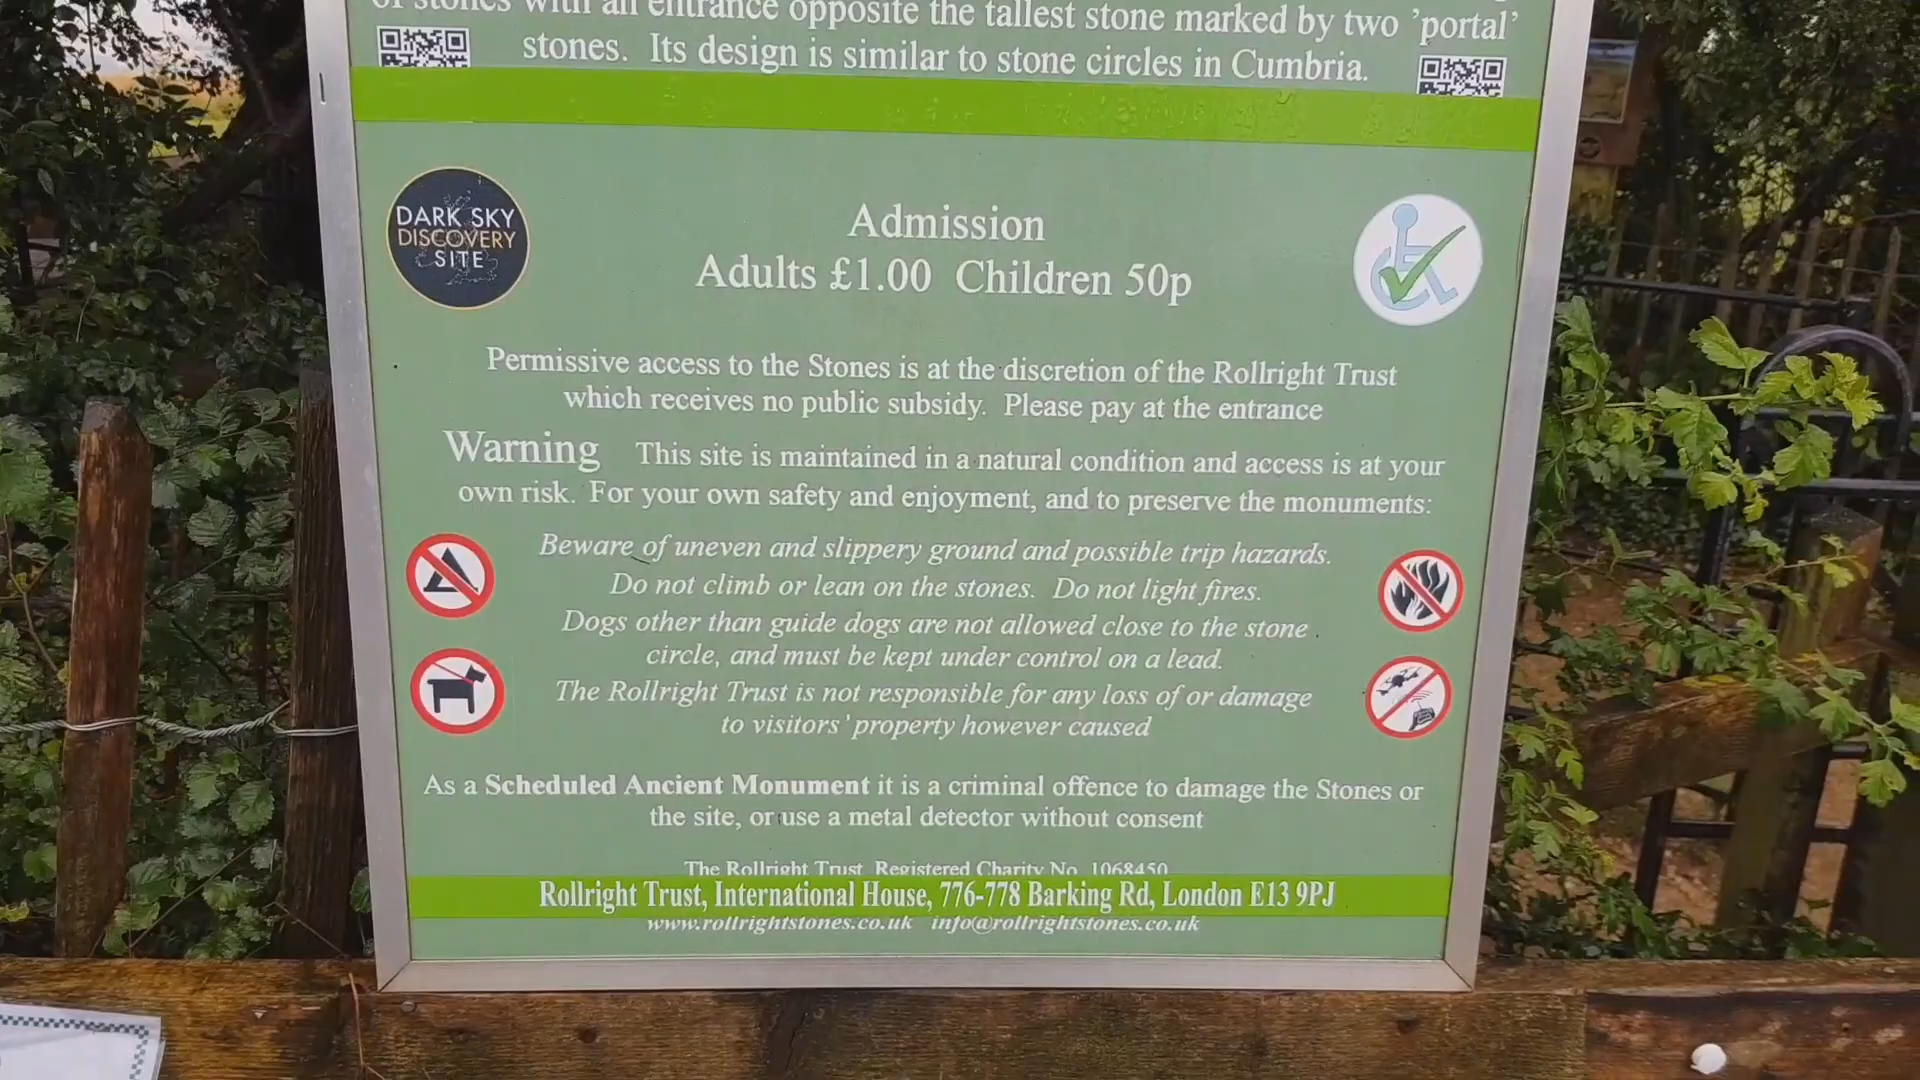 of stones with an entrance opposite the tallest stone marked by two 'portal'
stones. Its design is similar to stone circles in Cumbria.
DARK SKY
DISCOVERY
SITE
Admission
Adults £1.00 Children 50p
Permissive access to the Stones is at the discretion of the Rollright Trust
which receives no public subsidy. Please pay at the entrance
Warning This site is maintained in a natural condition and access is at your
own risk. For your own safety and enjoyment, and to preserve the monuments:
Beware of uneven and slippery ground and possible trip hazards.
Do not climb or lean on the stones. Do not light fires.
Dogs other than guide dogs are not allowed close to the stone
circle, and must be kept under control on a lead.
The Rollright Trust is not responsible for any loss of or damage
to visitors' property however caused
As a Scheduled Ancient Monument it is a criminal offence to damage the Stones or
the site, or use a metal detector without consent
The Rollright Trust Registered Charity No. 1068450
Rollright Trust, International House, 776-778 Barking Rd, London E13 9PJ
www.rollrightstones.co.uk info@rollrightstones.co.uk